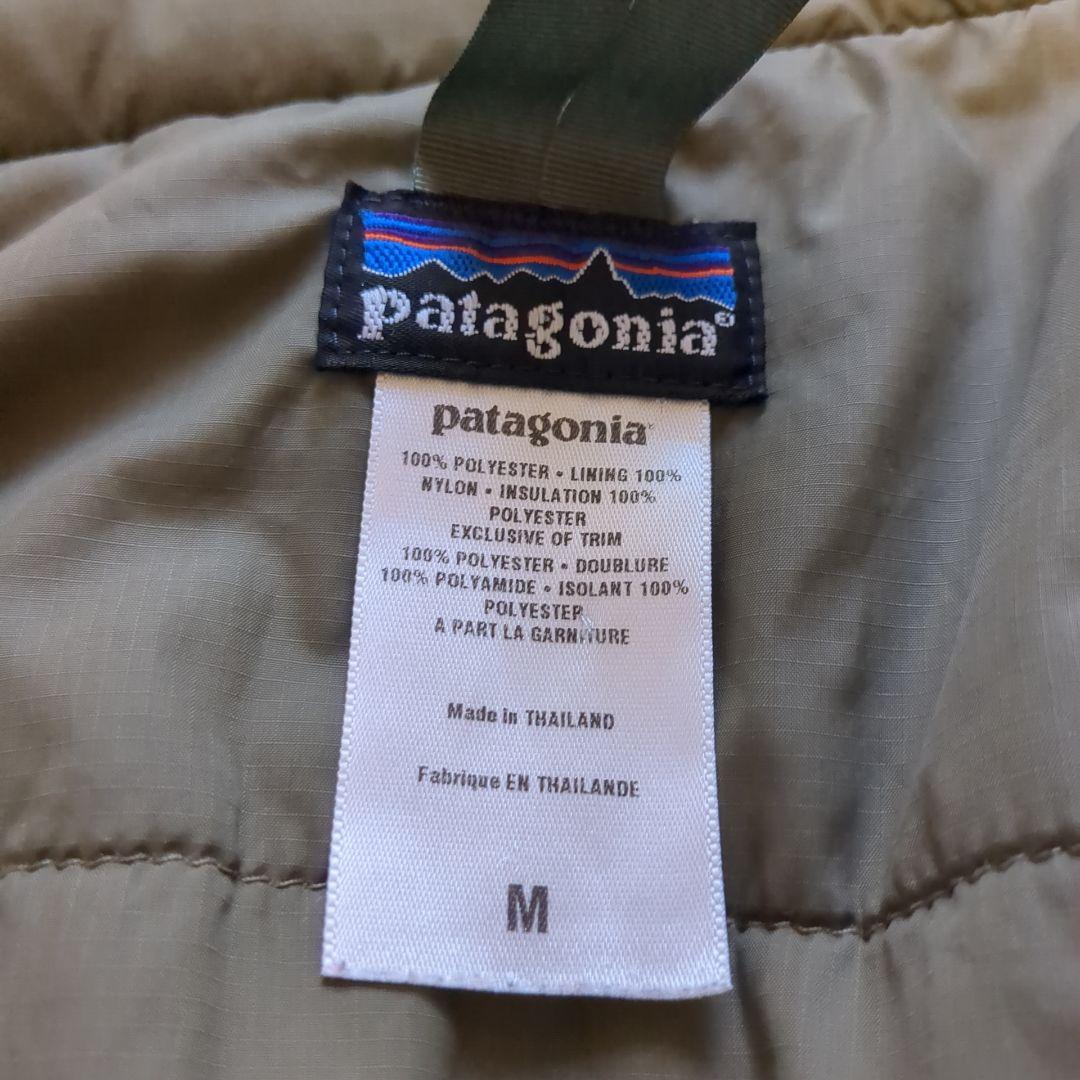 patagonia®
patagonia
100% POLYESTER • LINING 100%
NYLON • INSULATION 100%
POLYESTER
EXCLUSIVE OF TRIM
100% POLYESTER • DOUBLURE
100% POLYAMIDE • ISOLANT 100%
POLYESTER
A PART LA GARNITURE
Made in THAILAND
Fabrique EN THAILANDE
M